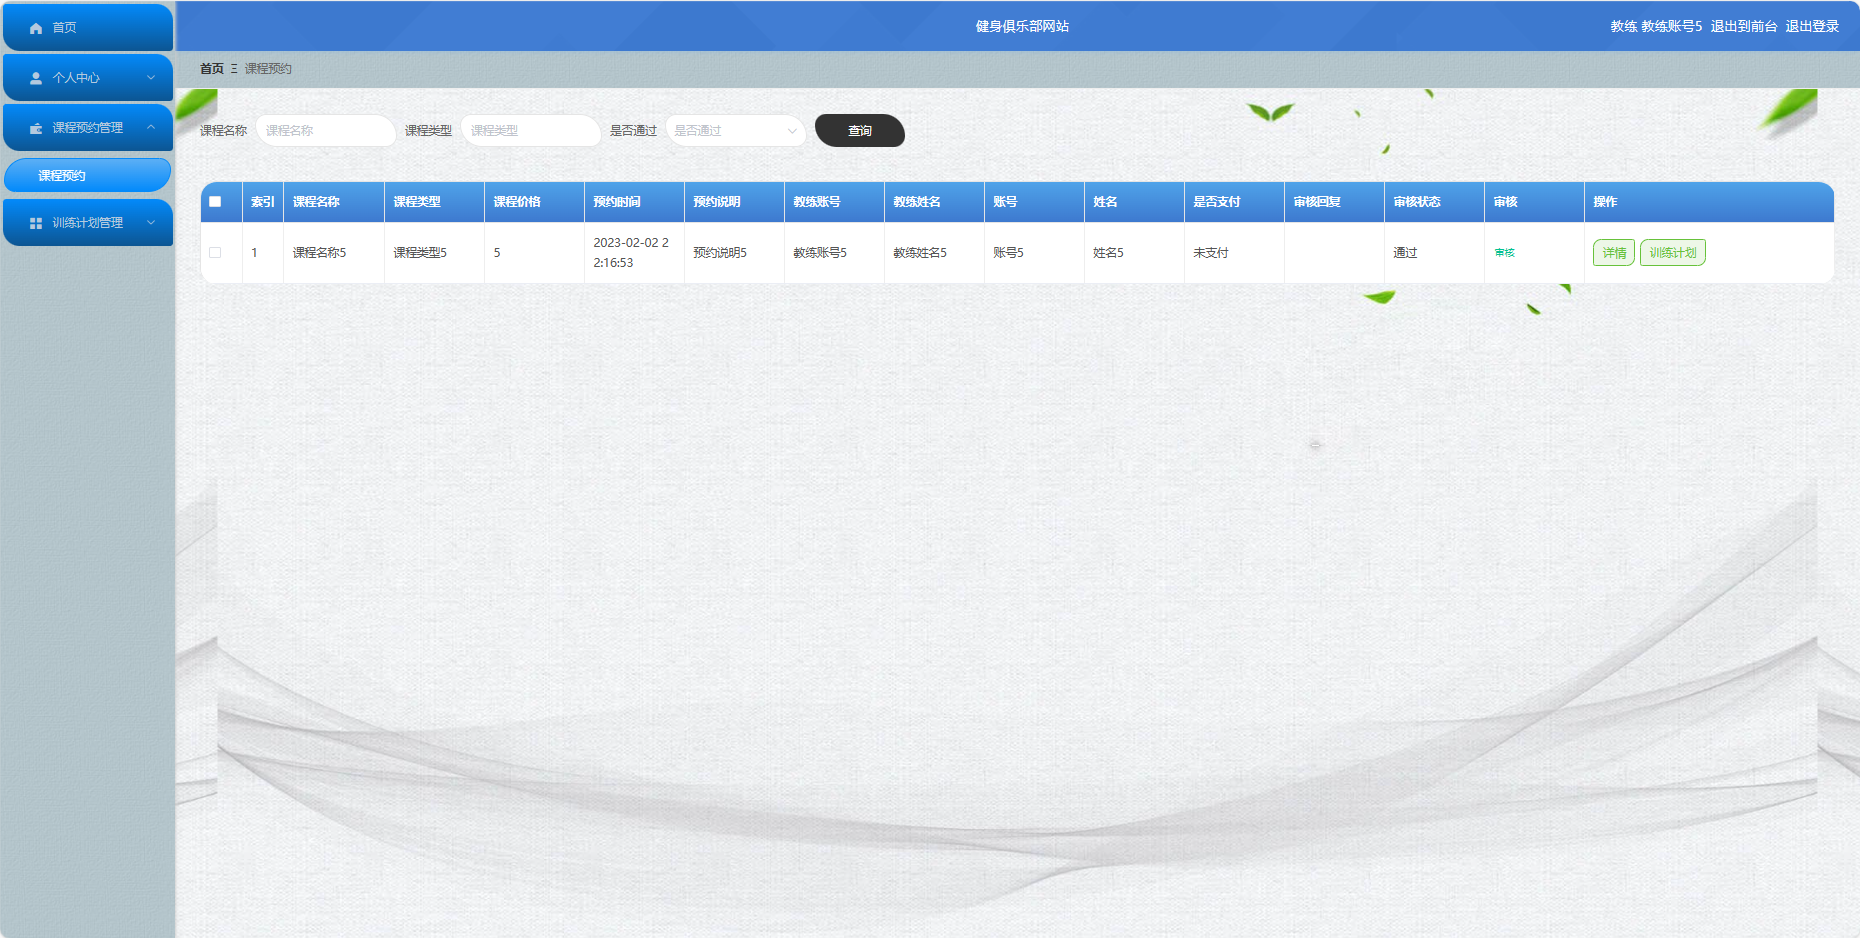 首页
个人中心
课程预约管理
课程预约
训练计划管理
健身俱乐部网站
教练 教练账号5 退出到前台 退出登录
首页 Ξ 课程预约
课程名称 课程名称 课程类型 课程类型 是否通过 是否通过 查询
索引 课程名称 课程类型 课程价格 预约时间 预约说明 教练账号 教练姓名 账号 姓名 是否支付 审核回复 审核状态 审核 操作
1 课程名称5 课程类型5 5 2023-02-02 2 预约说明5 教练账号5 教练姓名5 账号5 姓名5 未支付 通过 审核 详情 训练计划
2:16:53